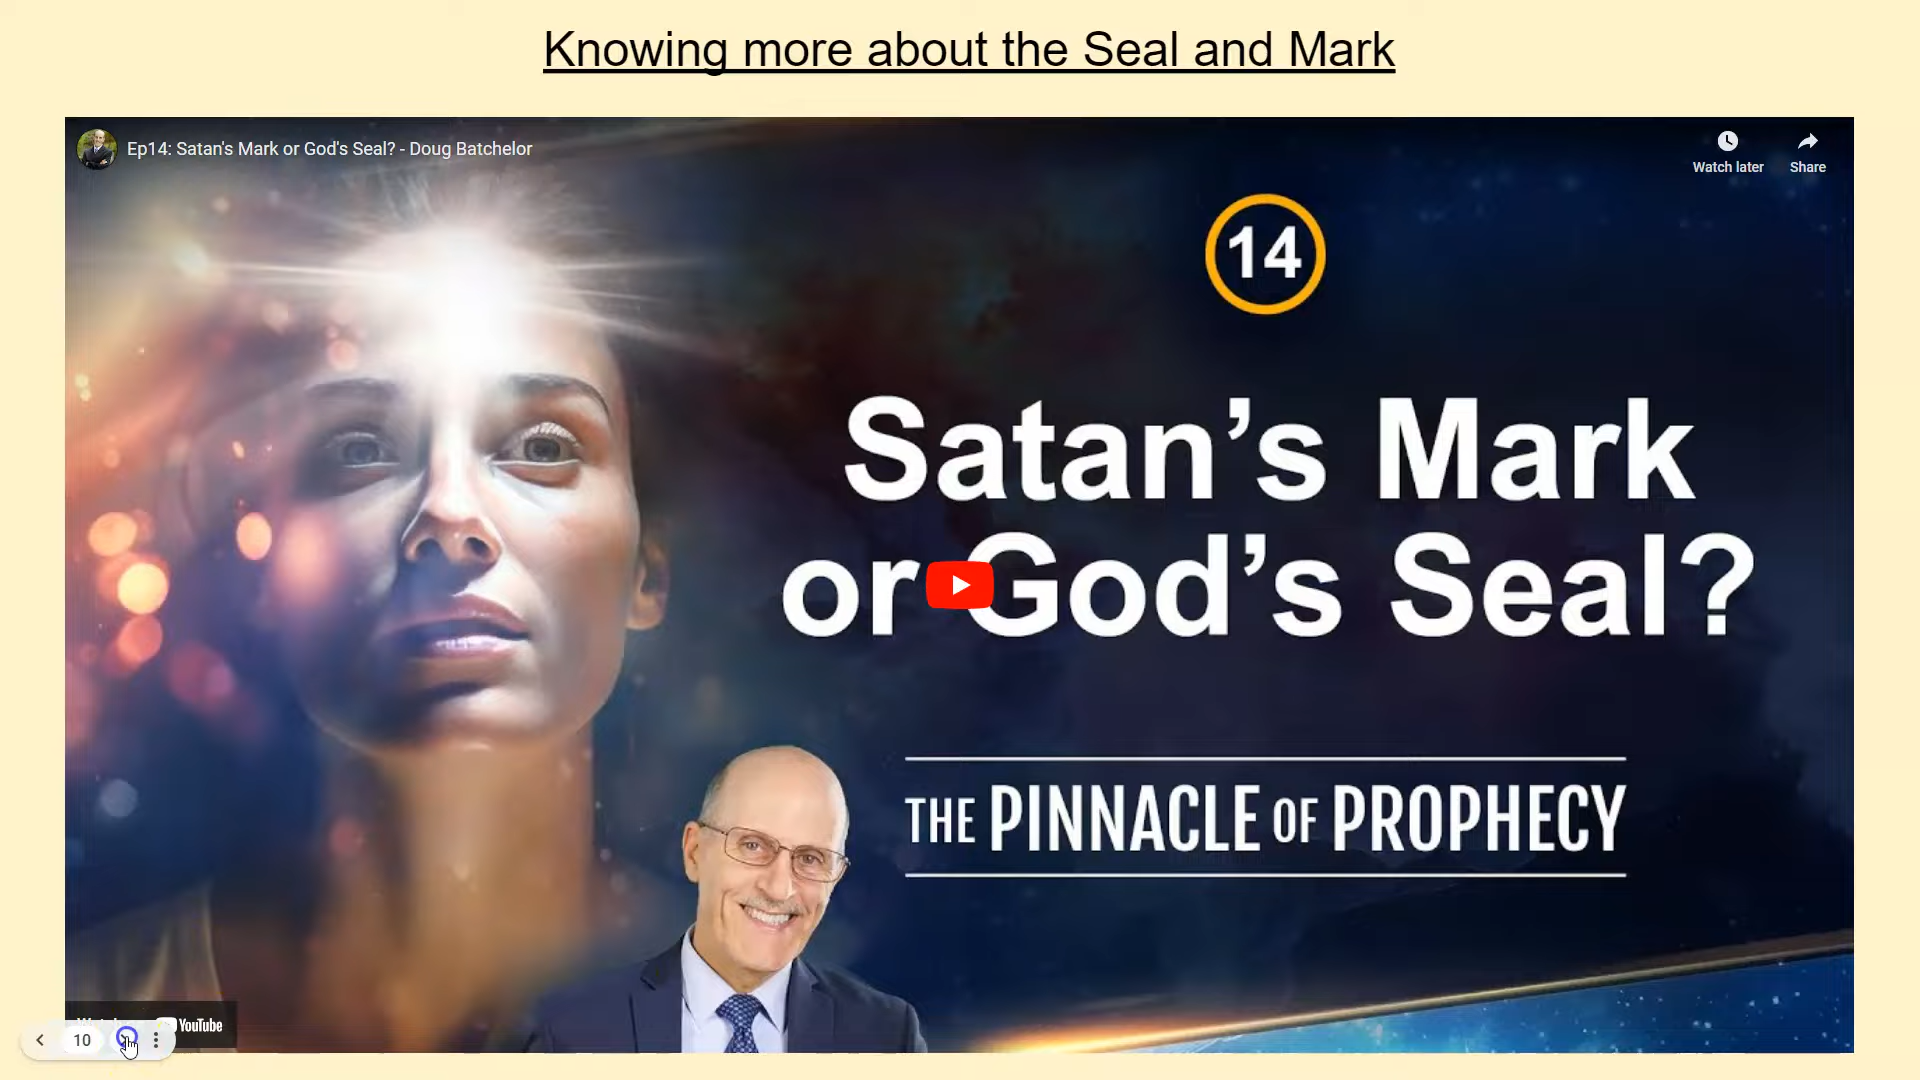 Knowing more about the Seal and Mark
Ep14: Satan's Mark or God's Seal? - Doug Batchelor
Watch later
Share
14
Satan's Mark
or God's Seal?
THE PINNACLE OF PROPHECY
YouTube
10